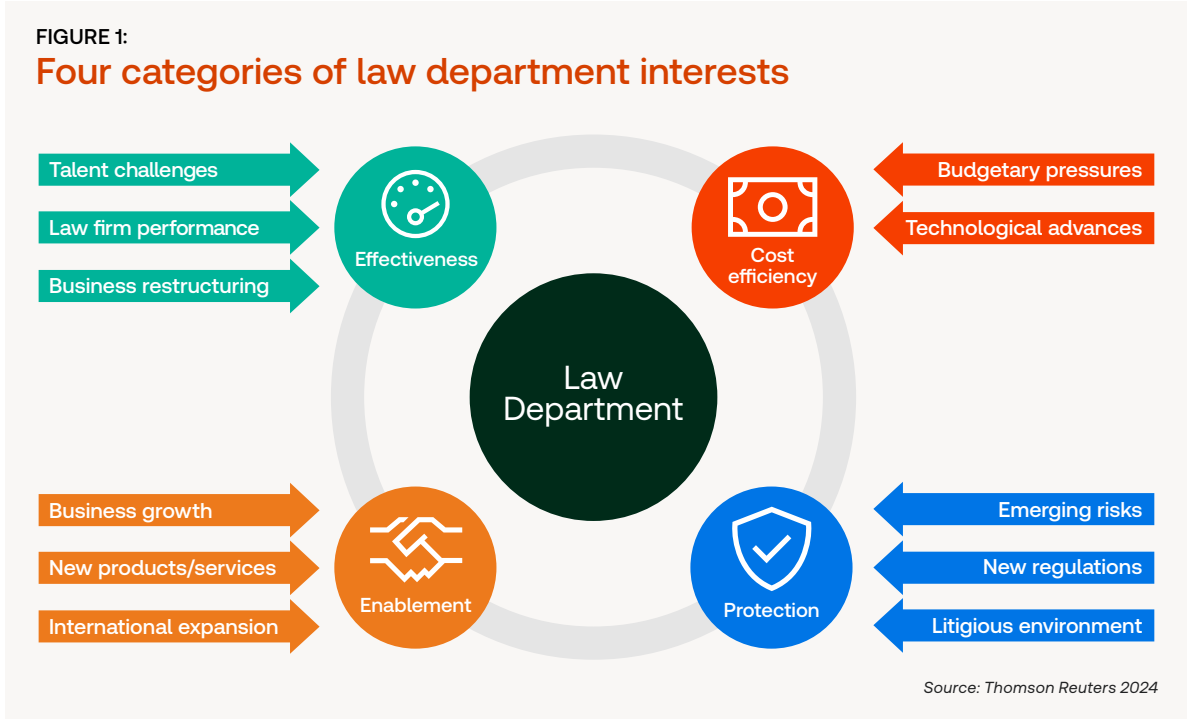 FIGURE 1:
Four categories of law department interests
Talent challenges
Law firm performance
Business restructuring
Effectiveness
Cost
efficiency
Budgetary pressures
Technological advances
Law
Department
Business growth
New products/services
International expansion
Enablement
Protection
Emerging risks
New regulations
Litigious environment
Source: Thomson Reuters 2024